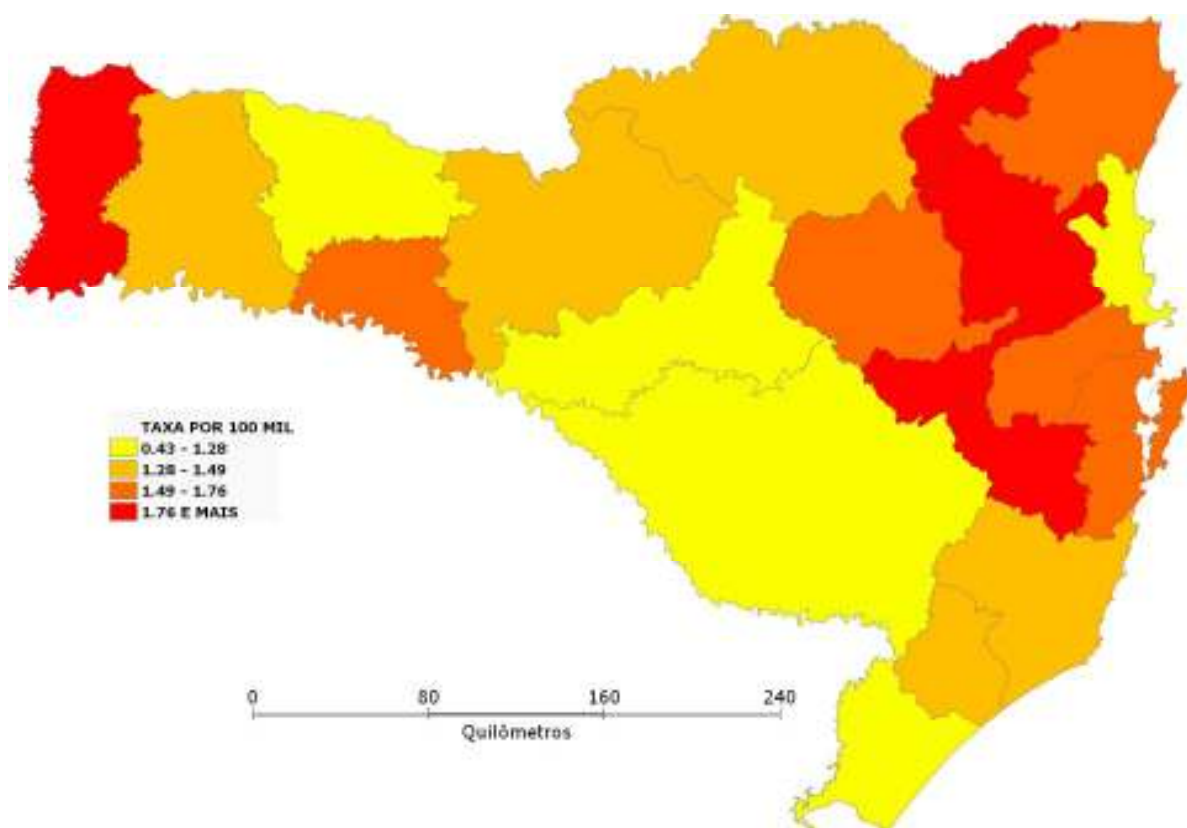 TAXA POR 100 MIL
0.43 - 1.28
1.28 - 1.49
1.49 - 1.76
1.76 E MAIS
0 80 160 240
Quilômetros